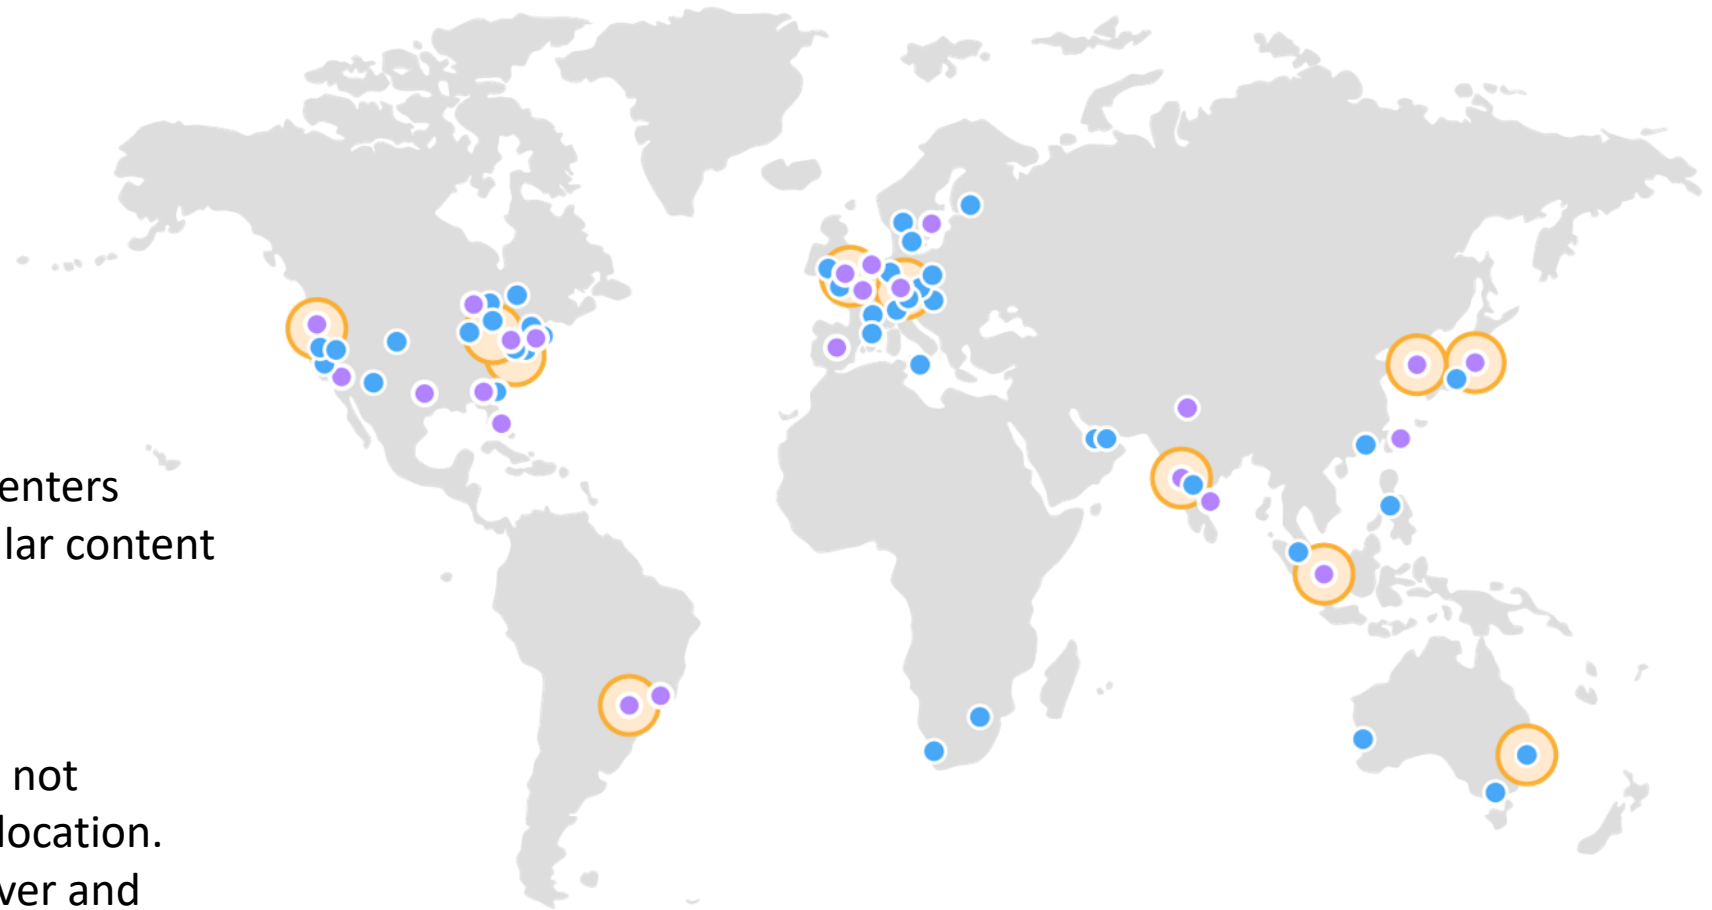 enters
lar content
not
location.
ver and